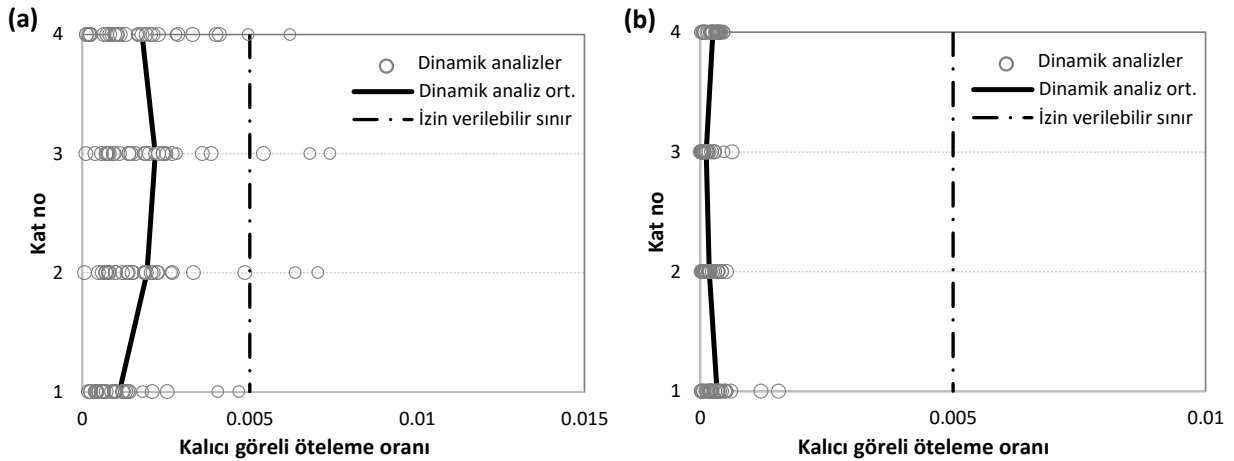 (a)
4
3
2
1
Kat no
0
0.005
0.01
0.015
Kalıcı göreli öteleme oranı
Dinamik analizler
Dinamik analiz ort.
İzin verilebilir sınır
(b)
4
3
2
1
Kat no
0
0.005
0.01
Kalıcı göreli öteleme oranı
Dinamik analizler
Dinamik analiz ort.
İzin verilebilir sınır